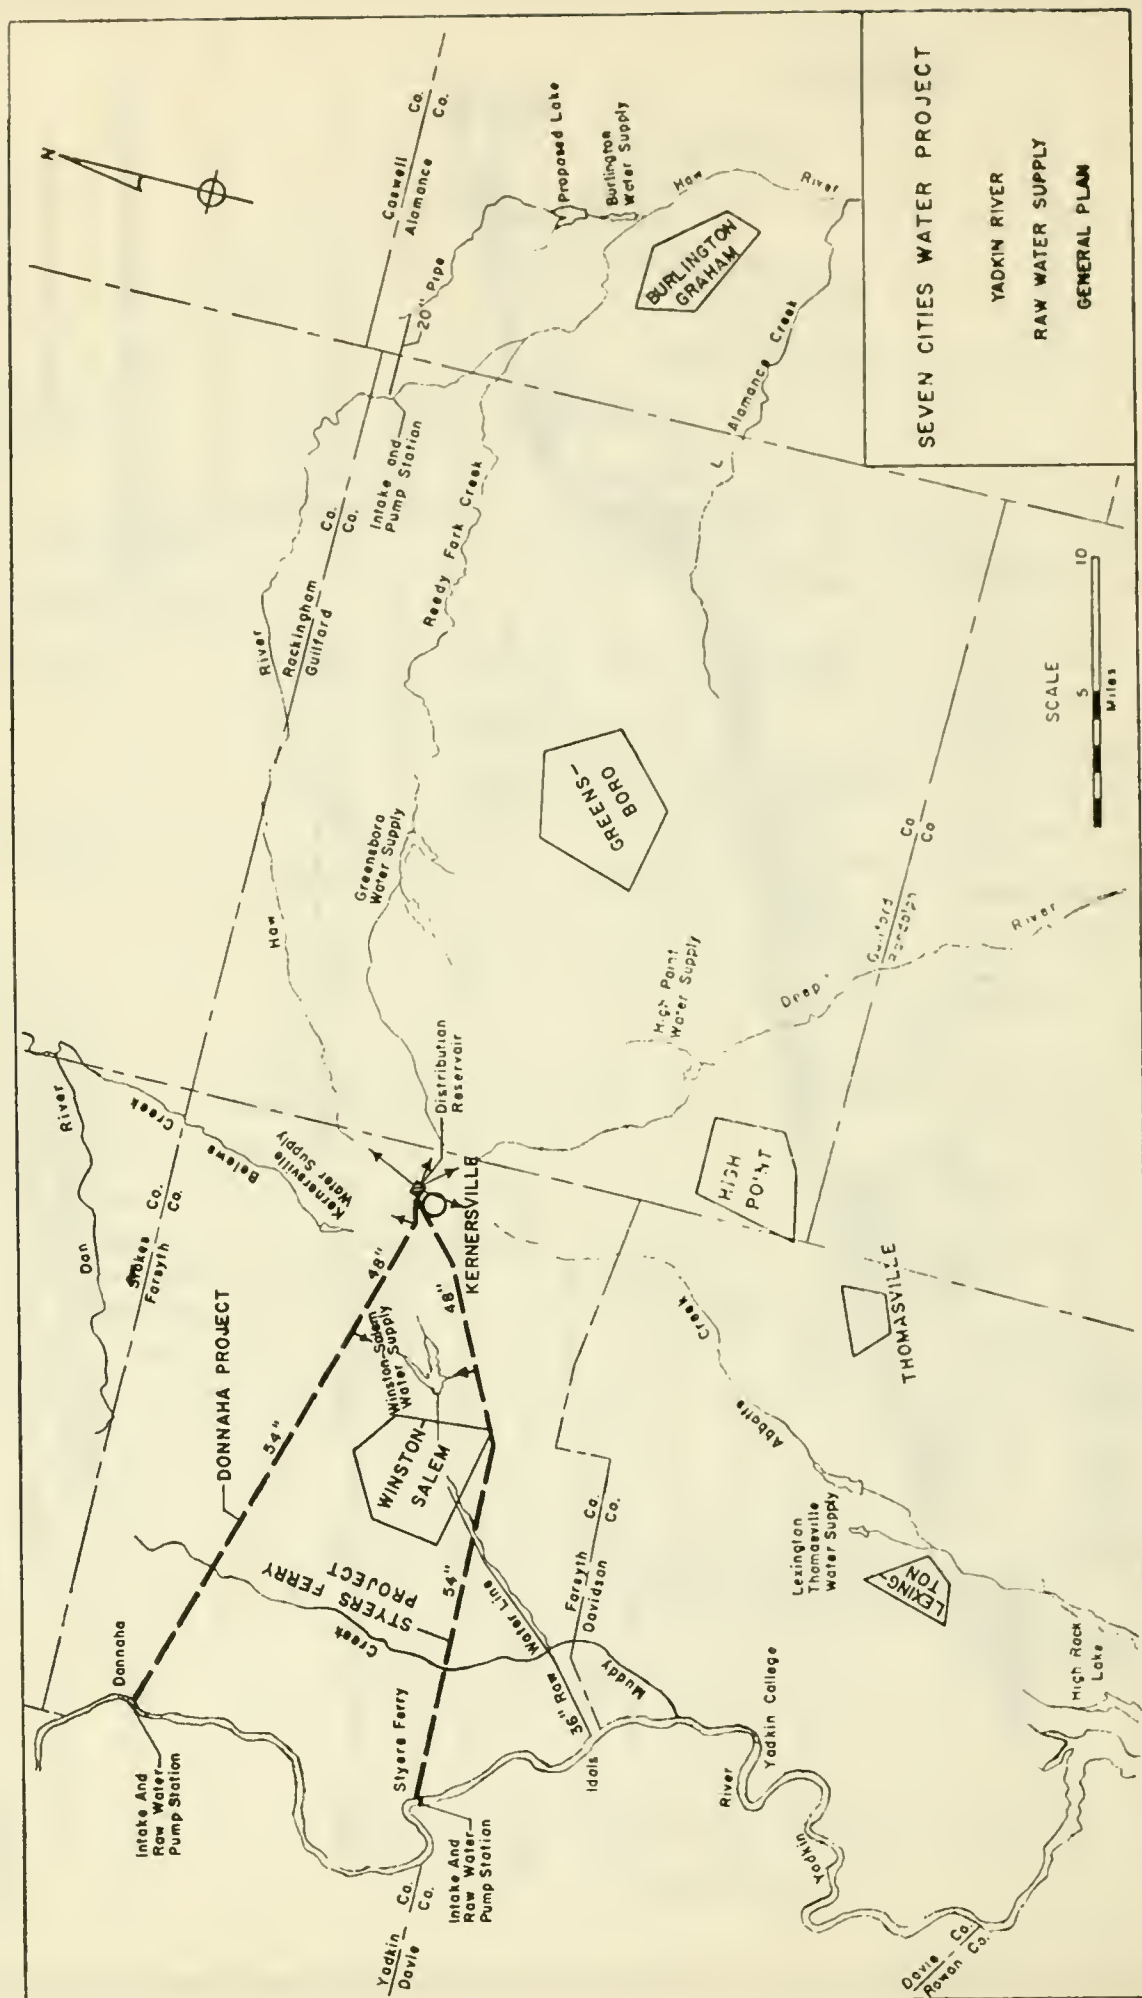 SEVEN CITIES WATER PROJECT
YADKIN RIVER
RAW WATER SUPPLY
GENERAL PLAN
N
Caswell Co.
Alamance Co.
Proposed Lake
Burlington
Water Supply
Haw
River
BURLINGTON
GRAHAM
20" Pipe
Intake and
Pump Station
Alamance Creek
L
Reedy Fork Creek
River
Rockingham Co.
Guilford Co.
Haw
Greensboro
Water Supply
GREENS-
BORO
SCALE
5
10
Miles
Guilford Co
Randolph Co
Deep
River
High Point
Water Supply
Distribution
Reservoir
HIGH
POINT
KERNERSVILLE
Kernersville
Water Supply
Belews
Creek
Dan
River
Stokes Co.
Forsyth Co.
DONNAHA PROJECT
48"
54"
48"
54"
Winston-Salem
Water Supply
WINSTON-
SALEM
STYERS FERRY
PROJECT
THOMASVILLE
Abbotts
Creek
Lexington
Thomasville
Water Supply
LEXING-
TON
High Rock
Lake
Forsyth Co.
Davidson Co.
36" Raw Water Line
Muddy
Creek
Donnaha
Intake And
Raw Water
Pump Station
Styers Ferry
Intake And
Raw Water
Pump Station
Idols
Yadkin College
Yadkin
River
Yadkin Co.
Davie Co.
Davie Co.
Rowan Co.